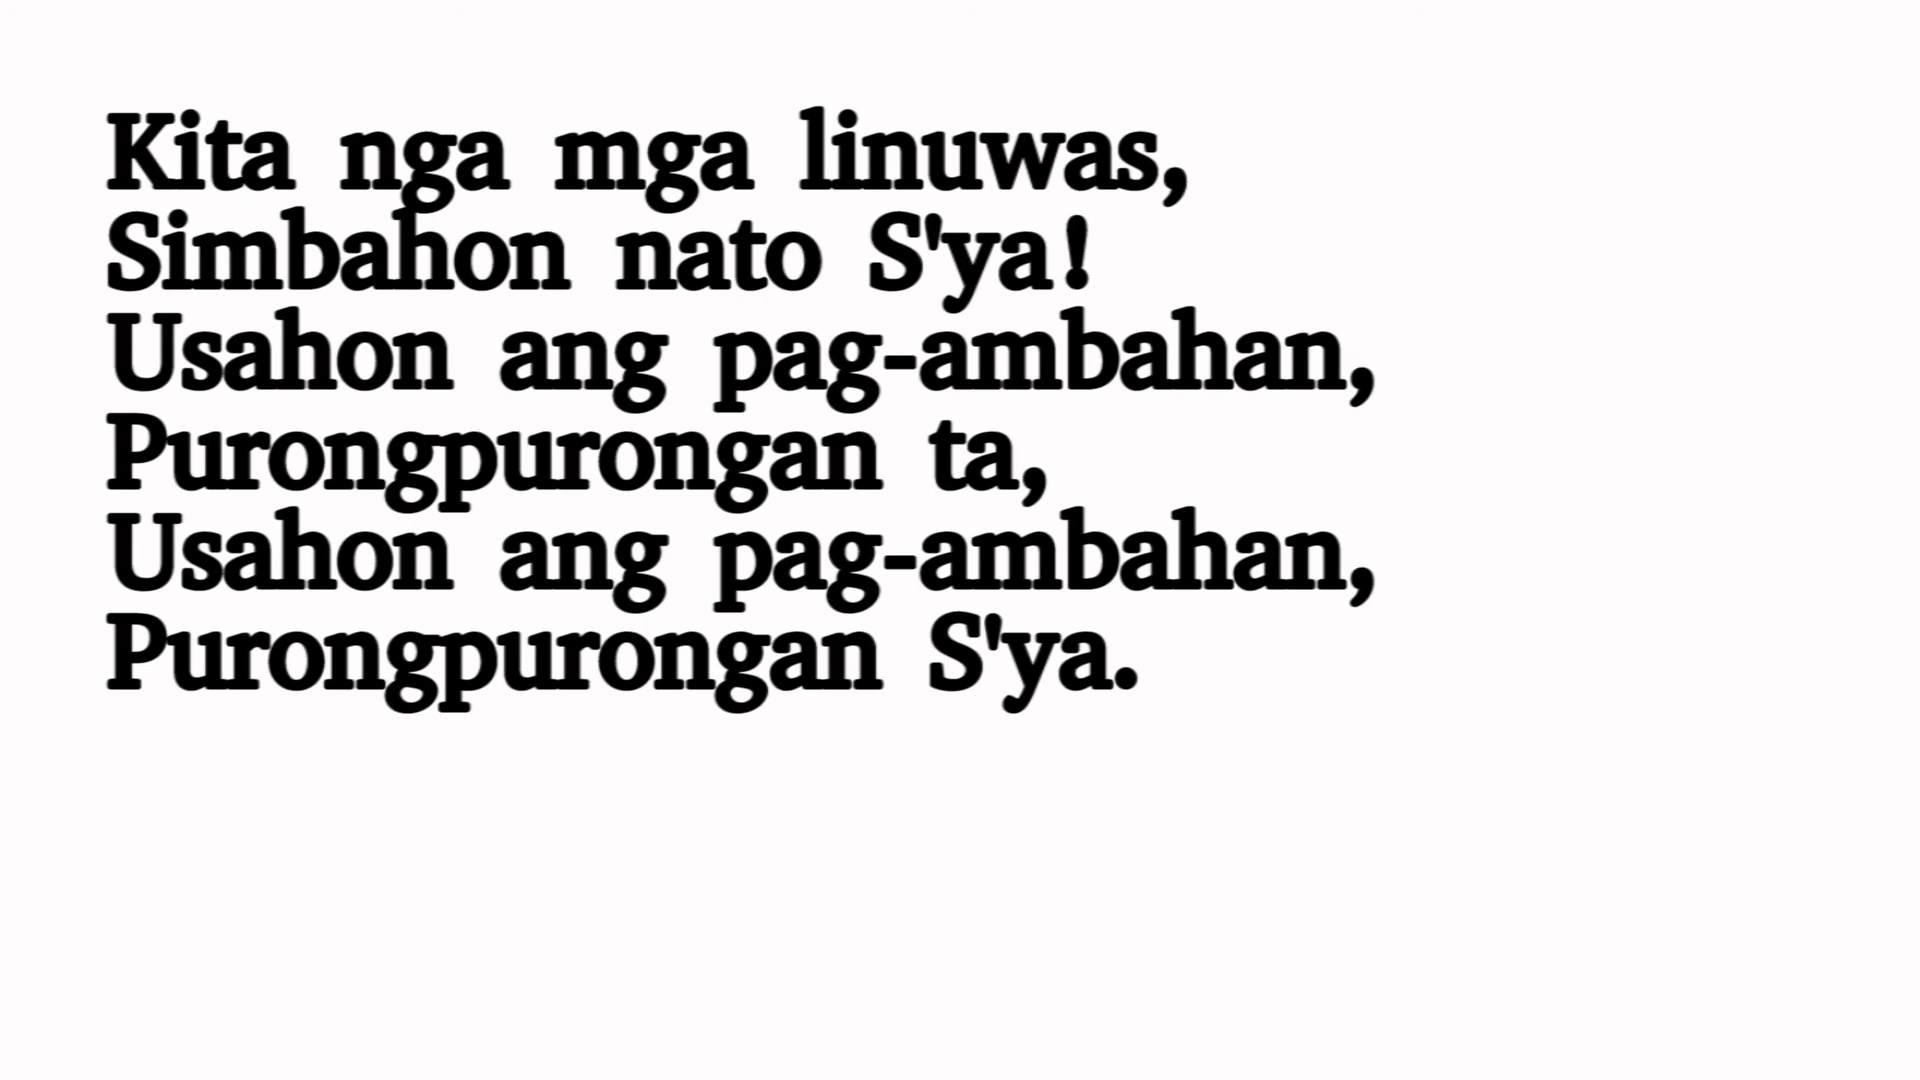 Kita nga mga linuwas,
Simbahon nato S'ya!
Usahon ang pag-ambahan,
Purongpurongan ta,
Usahon ang pag-ambahan,
Purongpurongan S'ya.